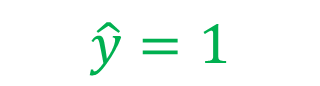 ŷ = 1